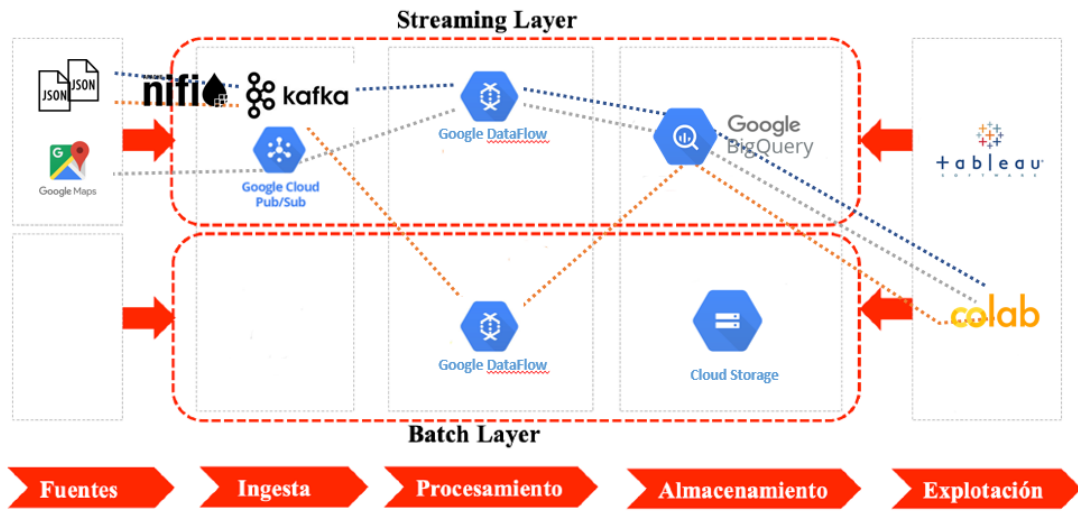 Streaming Layer
JSON
JSON
nifi
kafka
Google DataFlow
Google
BigQuery
G
Google Maps
Google Cloud
Pub/Sub
tableau
SOFTWARE
colab
Google DataFlow
Cloud Storage
Batch Layer
Fuentes
Ingesta
Procesamiento
Almacenamiento
Explotación